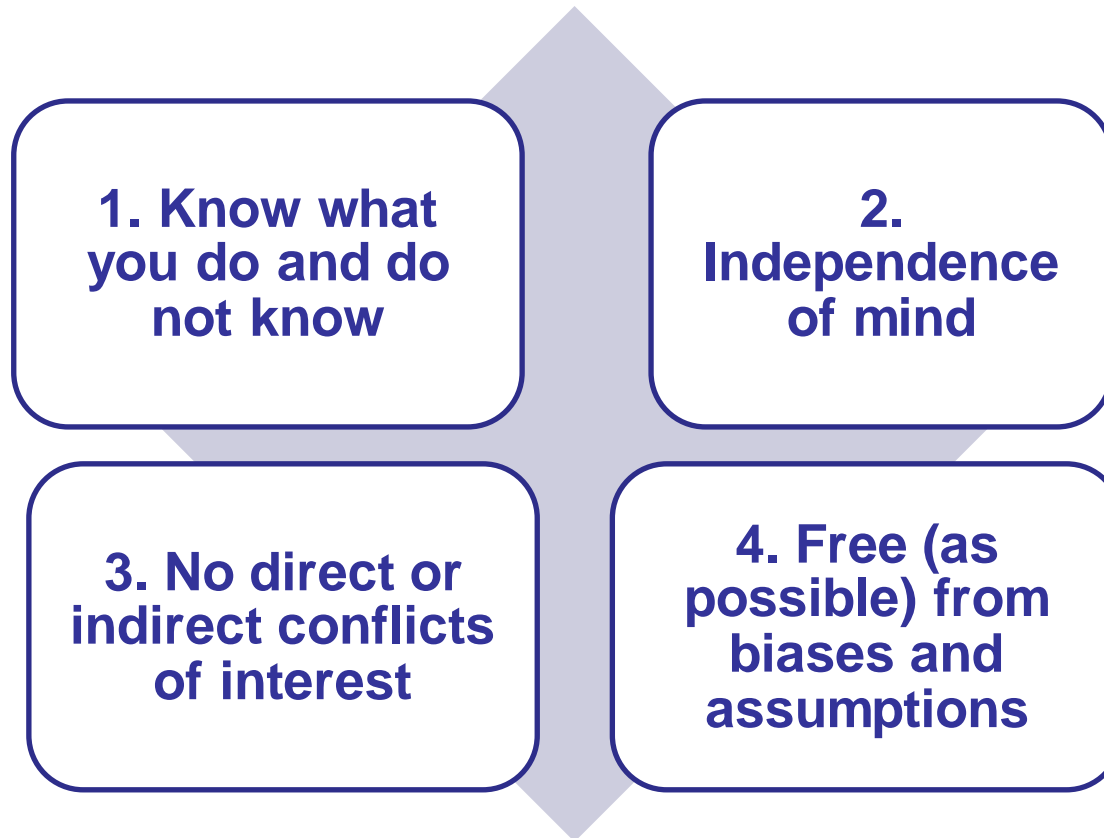 1. Know what
you do and do
not know
2.
Independence
of mind
3. No direct or
indirect conflicts
of interest
4. Free (as
possible) from
biases and
assumptions